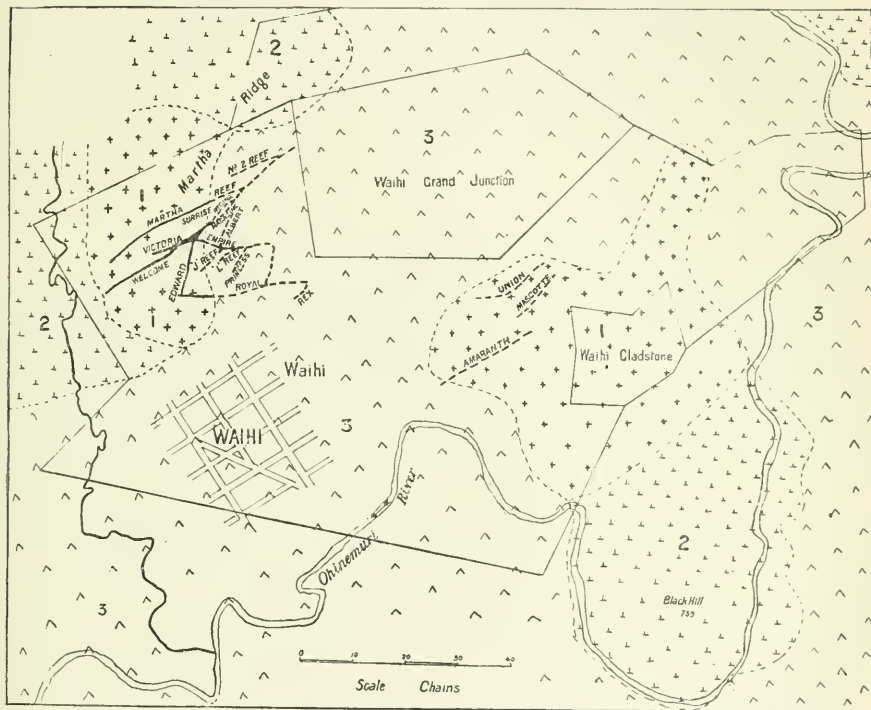 2
Ridge
Martha
3
Waihi Grand Junction
1
No 2 REEF
MARTHA REEF
SURRISE
ALBERT
VICTORIA
EMPIRE
J REEF
L REEF
PRINCESS
WELCOME
EDWARD
ROYAL
REX
1
2
UNION
MASCOTTE
AMARANTH
1
Waihi Gladstone
3
Waihi
WAIHI
3
Ohinemuri River
2
Black Hill
739
3
0 10 20 30 40
Scale Chains